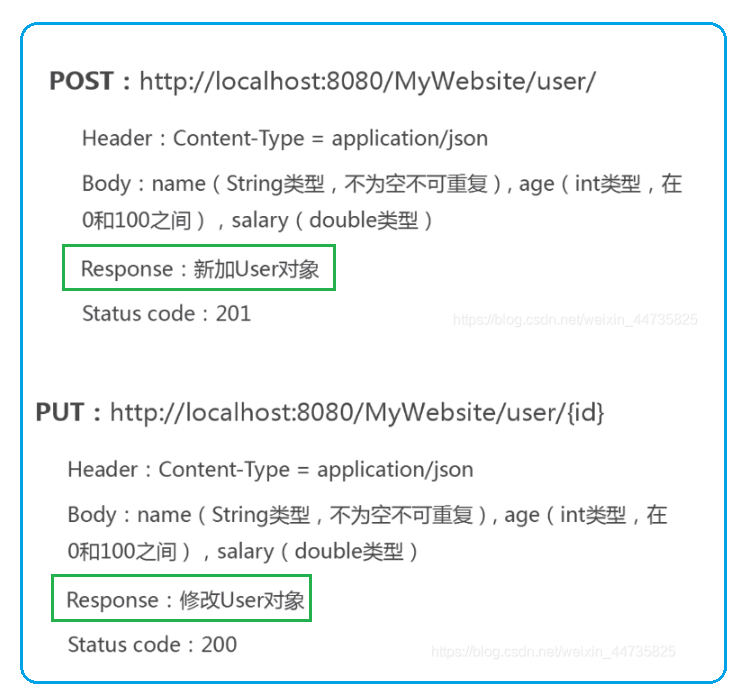 POST：http://localhost:8080/MyWebsite/user/
Header：Content-Type = application/json
Body：name（String类型，不为空不可重复）, age（int类型，在
0和100之间），salary（double类型）
Response：新加User对象
Status code：201
https://blog.csdn.net/weixin_44735825
PUT：http://localhost:8080/MyWebsite/user/{id}
Header：Content-Type = application/json
Body：name（String类型，不为空不可重复）, age（int类型，在
0和100之间），salary（double类型）
Response：修改User对象
Status code：200
https://blog.csdn.net/weixin_44735825